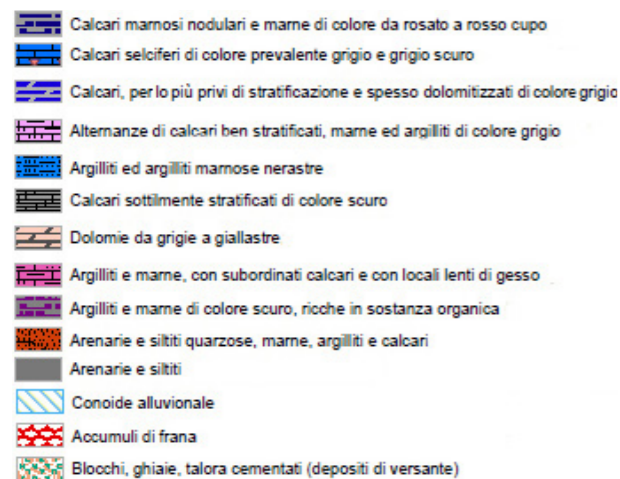 Calcari marnosi nodulari e marne di colore da rosato a rosso cupo
Calcari selciferi di colore prevalente grigio e grigio scuro
Calcari, per lo più privi di stratificazione e spesso dolomitizzati di colore grigio
Alternanze di calcari ben stratificati, marne ed argilliti di colore grigio
Argilliti ed argilliti marnose nerastre
Calcari sottilmente stratificati di colore scuro
Dolomie da grigie a giallastre
Argilliti e marne, con subordinati calcari e con locali lenti di gesso
Argilliti e marne di colore scuro, ricche in sostanza organica
Arenarie e siltiti quarzose, marne, argilliti e calcari
Arenarie e siltiti
Conoide alluvionale
Accumuli di frana
Blocchi, ghiaie, talora cementati (depositi di versante)